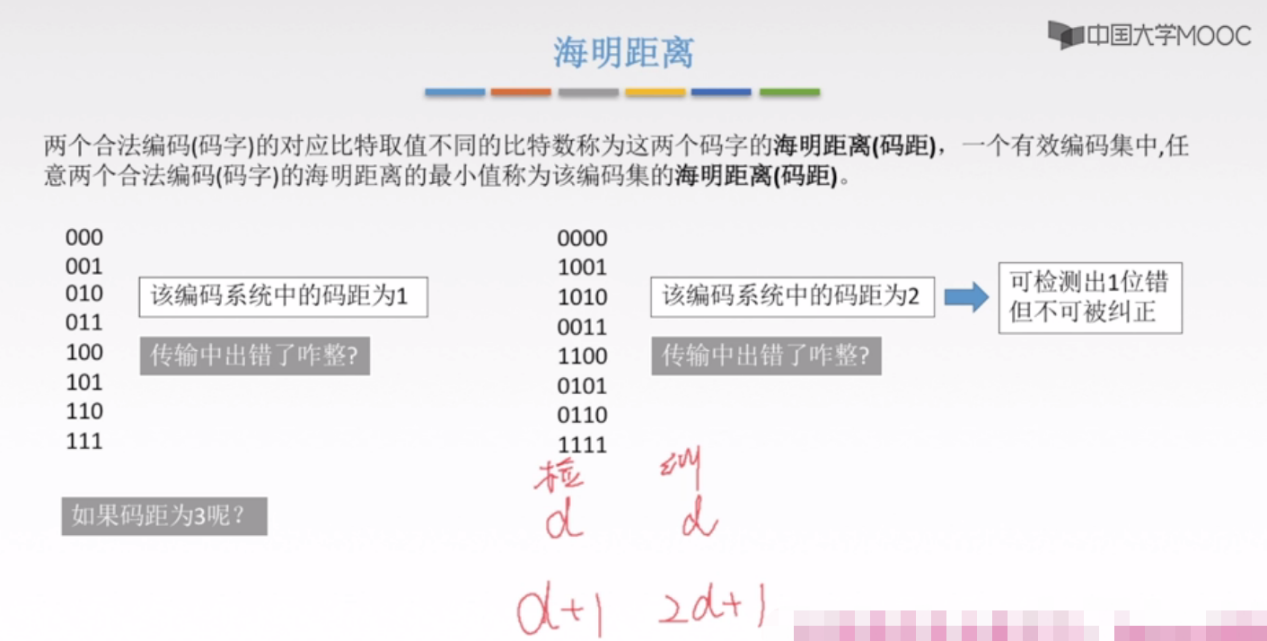 中国大学MOOC
海明距离
两个合法编码(码字)的对应比特取值不同的比特数称为这两个码字的海明距离(码距)，一个有效编码集中,任
意两个合法编码(码字)的海明距离的最小值称为该编码集的海明距离(码距)。
000
001
010
011
100
101
110
111
该编码系统中的码距为1
传输中出错了咋整?
0000
1001
1010
0011
1100
0101
0110
1111
该编码系统中的码距为2
传输中出错了咋整?
可检测出1位错
但不可被纠正
如果码距为3呢？
检 纠
d d
d+1 2d+1